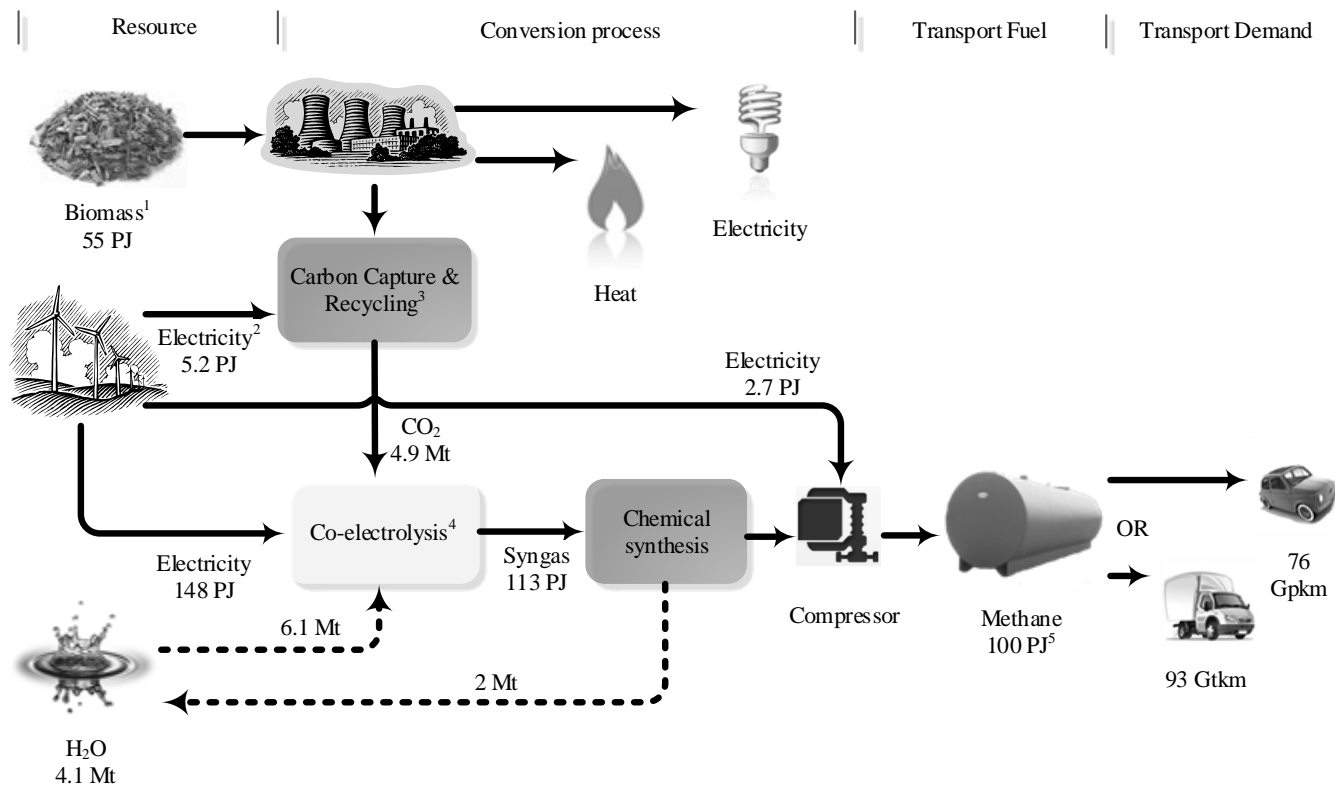 Resource
Conversion process
Transport Fuel
Transport Demand
Biomass¹
55 PJ
Electricity
Heat
Carbon Capture &
Recycling³
Electricity²
5.2 PJ
Electricity
2.7 PJ
CO₂
4.9 Mt
Co-electrolysis⁴
Electricity
148 PJ
Syngas
113 PJ
Chemical
synthesis
Compressor
Methane
100 PJ⁵
OR
76
Gpkm
93 Gtkm
6.1 Mt
2 Mt
H₂O
4.1 Mt